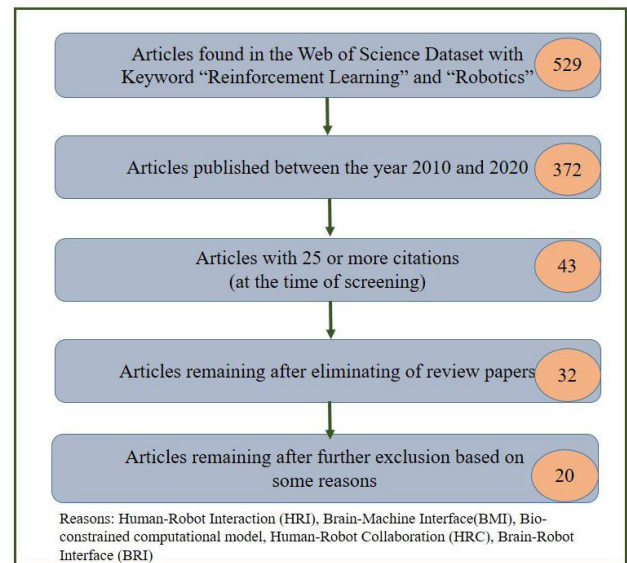 Articles found in the Web of Science Dataset with
Keyword “Reinforcement Learning” and “Robotics”
529
Articles published between the year 2010 and 2020
372
Articles with 25 or more citations
(at the time of screening)
43
Articles remaining after eliminating of review papers
32
Articles remaining after further exclusion based on
some reasons
20
Reasons: Human-Robot Interaction (HRI), Brain-Machine Interface(BMI), Bio-
constrained computational model, Human-Robot Collaboration (HRC), Brain-Robot
Interface (BRI)